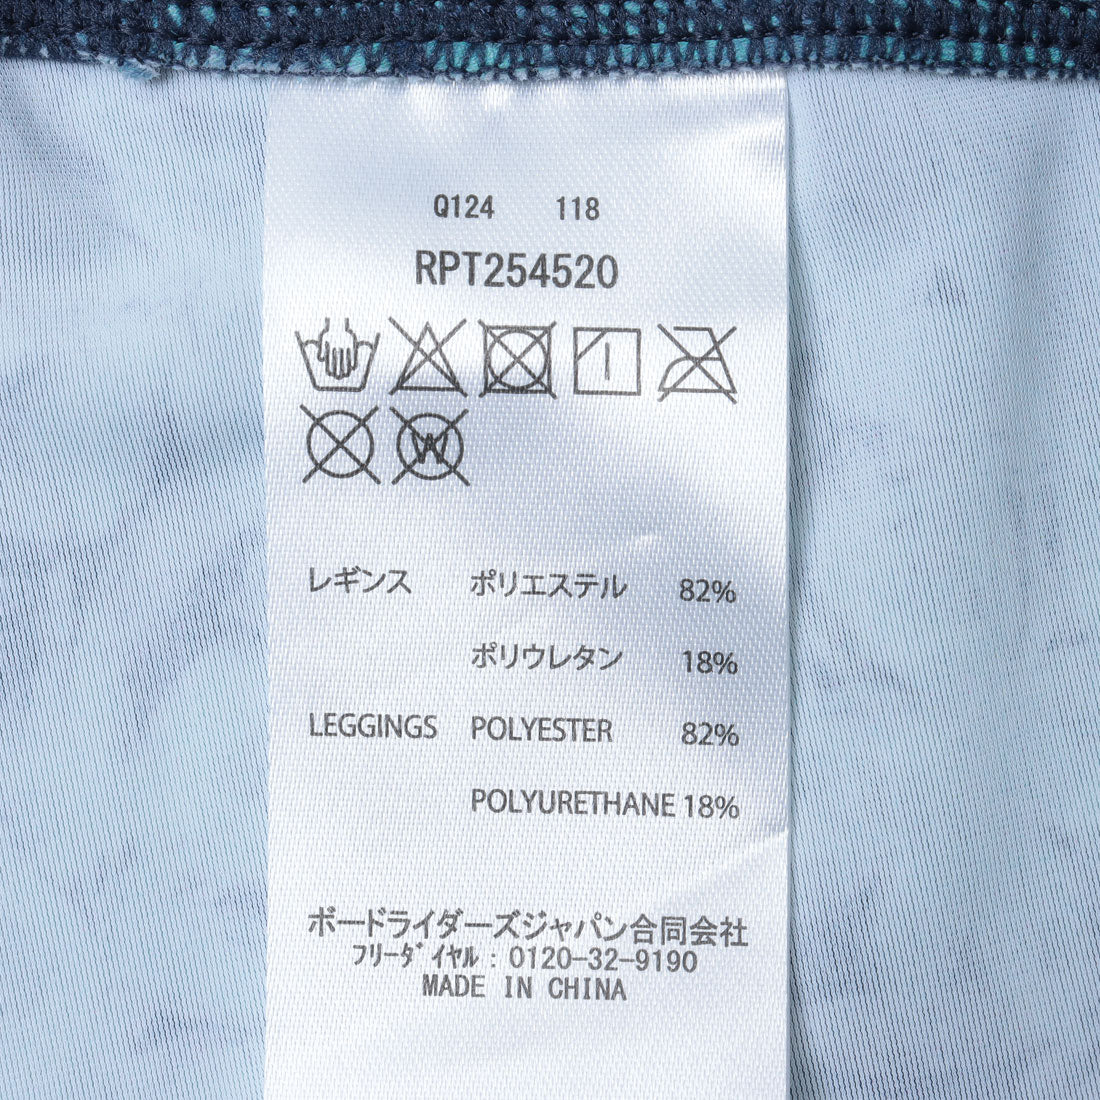 Q124 118
RPT254520
W
レギンス ポリエステル 82%
ポリウレタン 18%
LEGGINGS POLYESTER 82%
POLYURETHANE 18%
ボードライダーズジャパン合同会社
フリーダイヤル : 0120-32-9190
MADE IN CHINA